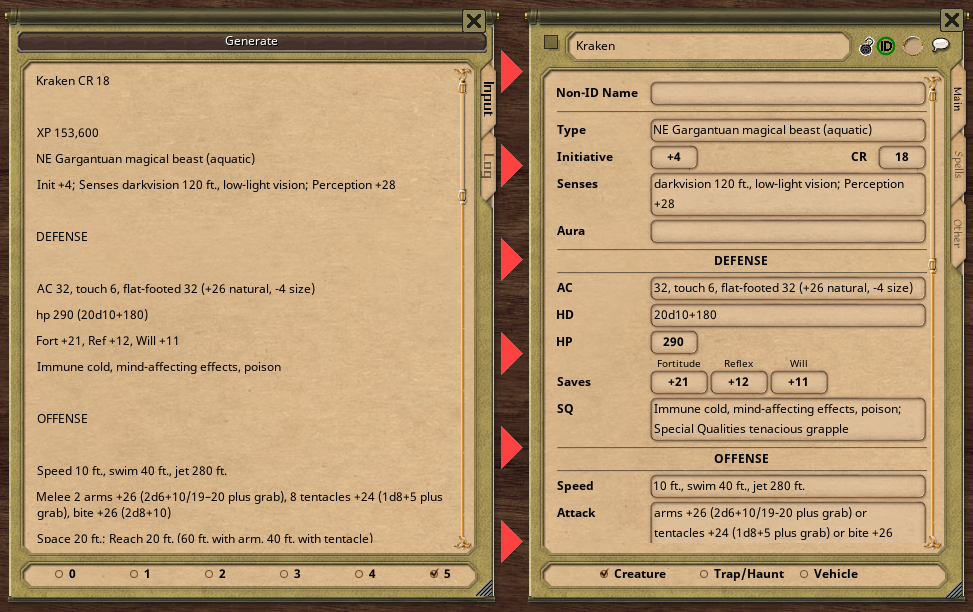 Generate
Kraken CR 18
XP 153,600
NE Gargantuan magical beast (aquatic)
Init +4; Senses darkvision 120 ft., low-light vision; Perception +28
DEFENSE
AC 32, touch 6, flat-footed 32 (+26 natural, -4 size)
hp 290 (20d10+180)
Fort +21, Ref +12, Will +11
Immune cold, mind-affecting effects, poison
OFFENSE
Speed 10 ft., swim 40 ft., jet 280 ft.
Melee 2 arms +26 (2d6+10/19–20 plus grab), 8 tentacles +24 (1d8+5 plus
grab), bite +26 (2d8+10)
Space 20 ft.; Reach 20 ft. (60 ft. with arm, 40 ft. with tentacle)
Input
Log
0 1 2 3 4 5
Kraken
ID
Non-ID Name
Type NE Gargantuan magical beast (aquatic)
Initiative +4 CR 18
Senses darkvision 120 ft., low-light vision; Perception
+28
Aura
DEFENSE
AC 32, touch 6, flat-footed 32 (+26 natural, -4 size)
HD 20d10+180
HP 290
Fortitude Reflex Will
Saves +21 +12 +11
SQ Immune cold, mind-affecting effects, poison;
Special Qualities tenacious grapple
OFFENSE
Speed 10 ft., swim 40 ft., jet 280 ft.
Attack arms +26 (2d6+10/19-20 plus grab) or
tentacles +24 (1d8+5 plus grab) or bite +26
Main
Spells
Other
Creature Trap/Haunt Vehicle